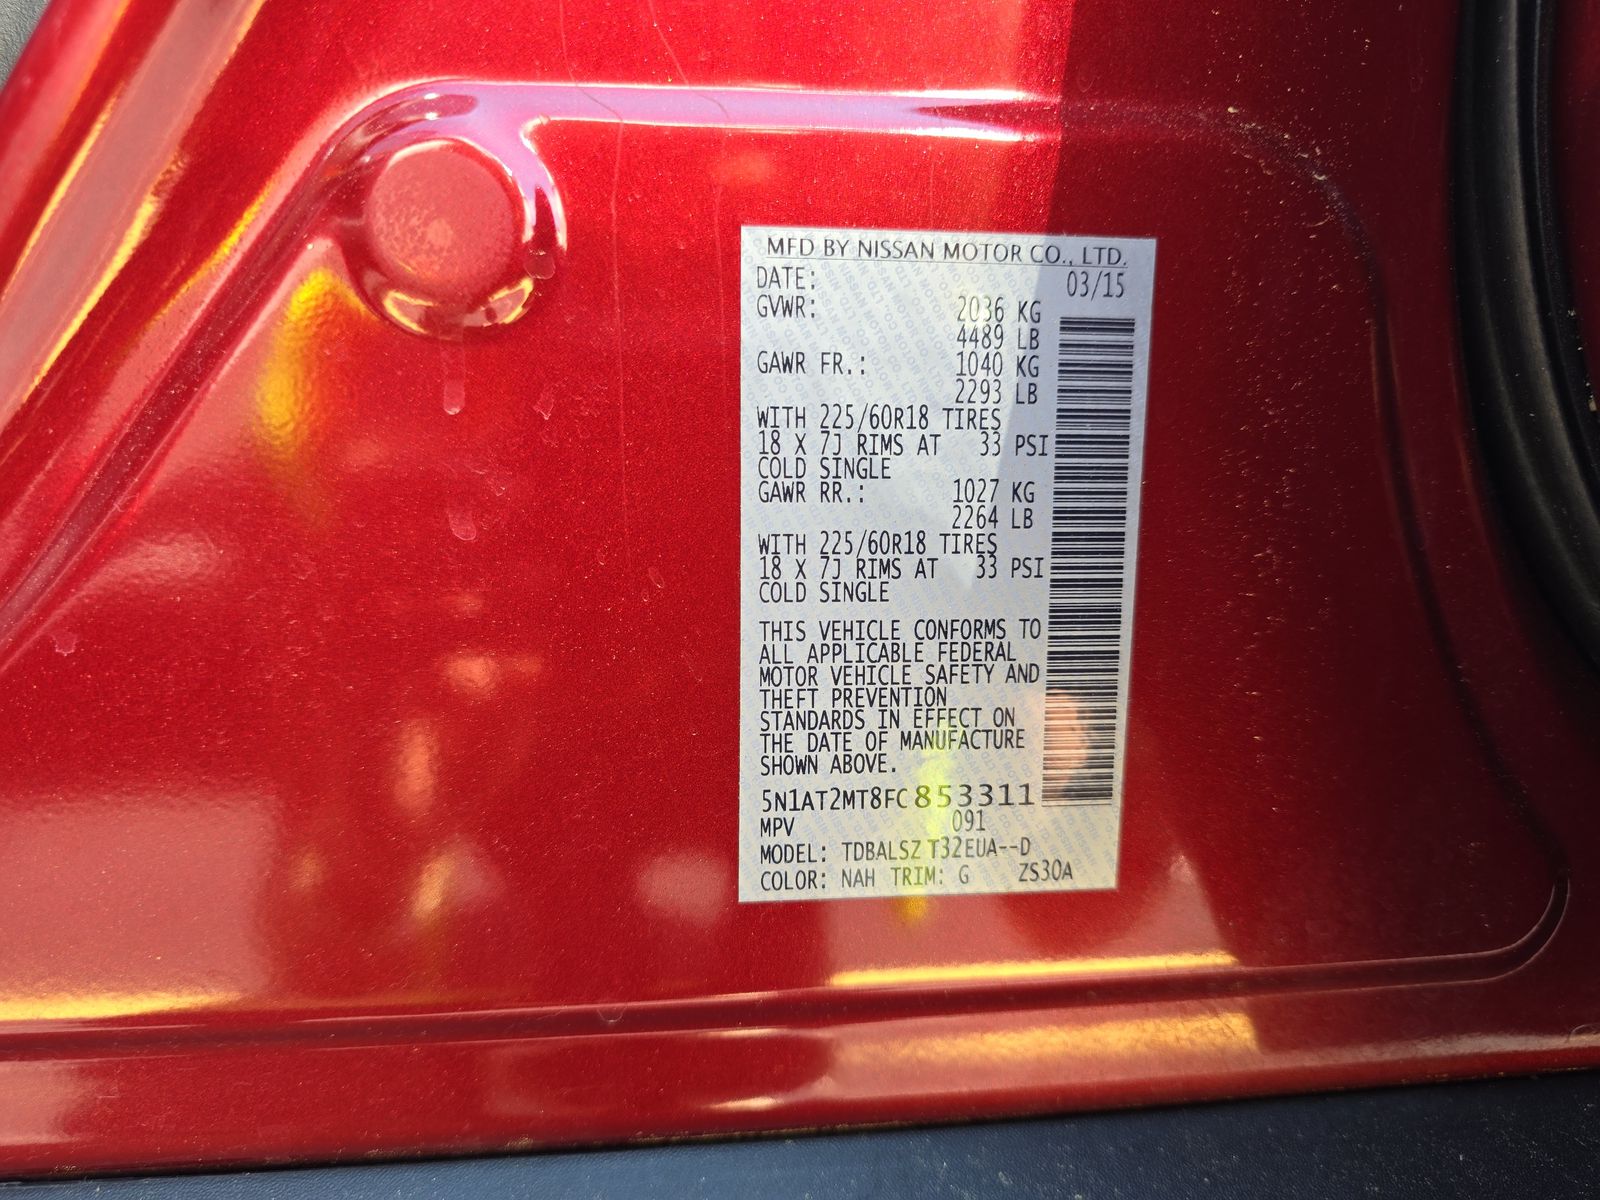 MFD BY NISSAN MOTOR CO., LTD.
DATE: 03/15
GVWR: 2036 KG
4489 LB
GAWR FR.: 1040 KG
2293 LB
WITH 225/60R18 TIRES
18 X 7J RIMS AT 33 PSI
COLD SINGLE
GAWR RR.: 1027 KG
2264 LB
WITH 225/60R18 TIRES
18 X 7J RIMS AT 33 PSI
COLD SINGLE
THIS VEHICLE CONFORMS TO
ALL APPLICABLE FEDERAL
MOTOR VEHICLE SAFETY AND
THEFT PREVENTION
STANDARDS IN EFFECT ON
THE DATE OF MANUFACTURE
SHOWN ABOVE.
5N1AT2MT8FC853311
MPV 091
MODEL: TDBALSZ T32EUA--D
COLOR: NAH TRIM: G ZS30A